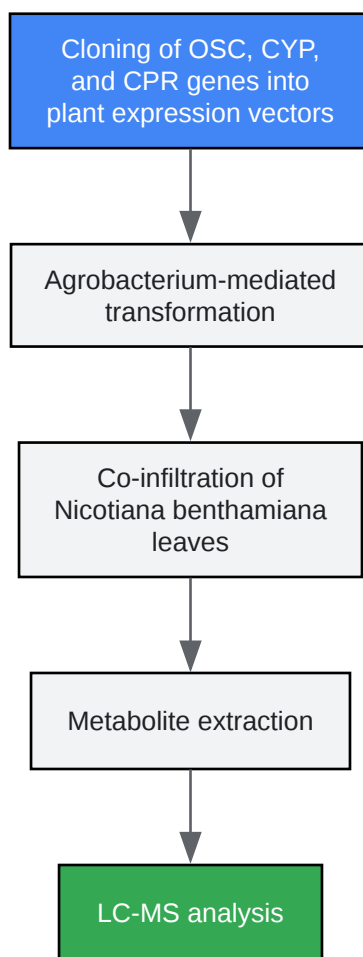 Cloning of OSC, CYP,
and CPR genes into
plant expression vectors
Agrobacterium-mediated
transformation
Co-infiltration of
Nicotiana benthamiana
leaves
Metabolite extraction
LC-MS analysis